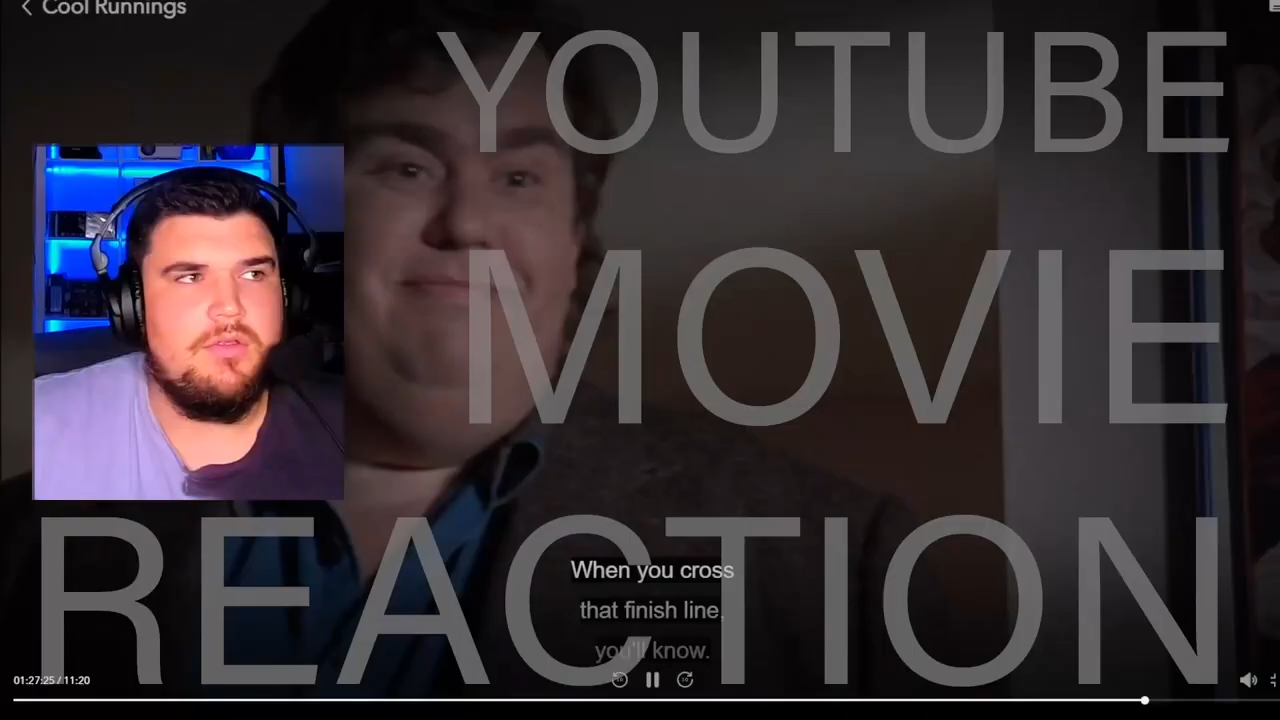 Cool Runnings
YOUTUBE
MOVIE
REACTION
When you cross
that finish line,
you'll know.
01:27:25 / 11:20